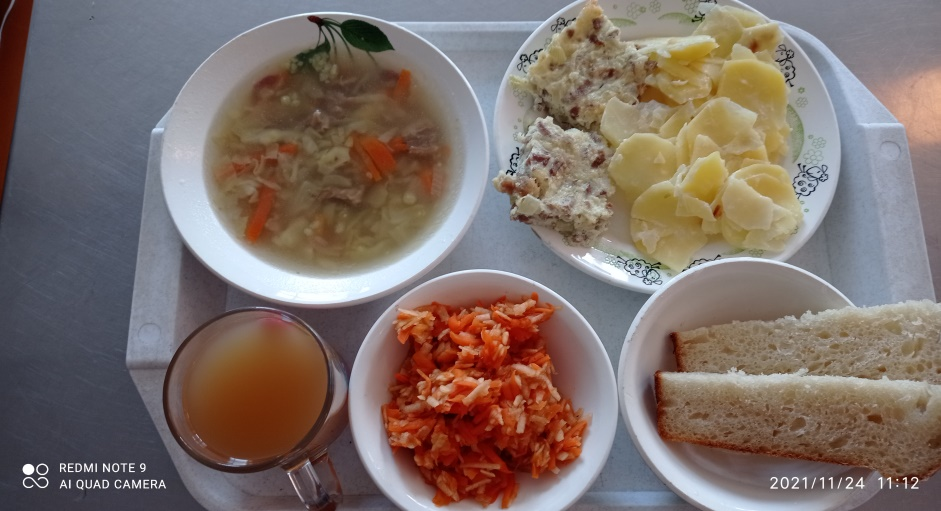 REDMI NOTE 9
AI QUAD CAMERA
2021/11/24 11:12